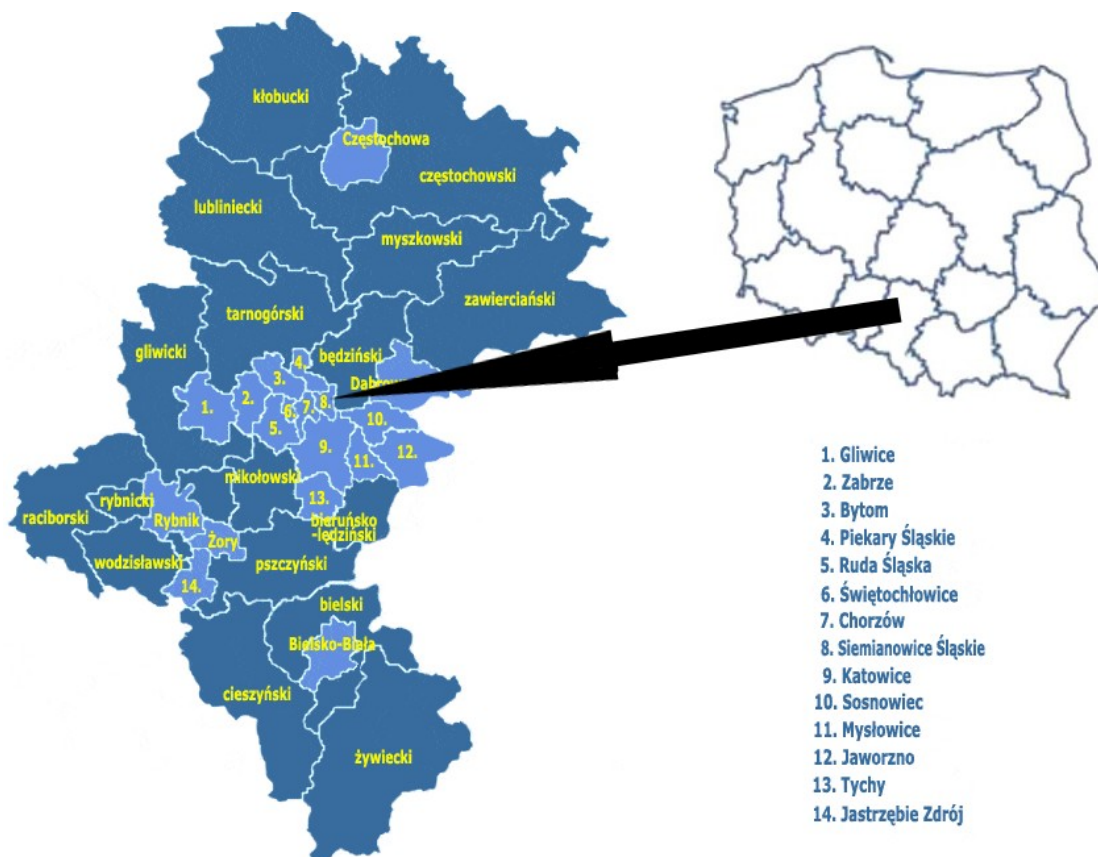 kłobucki
Częstochowa
częstochowski
lubliniecki
myszkowski
zawierciański
tarnogórski
gliwicki
będziński
4.
3.
2.
1.
6.
7.
8.
5.
10.
9.
11.
12.
mikołowski
13.
rybnicki
raciborski
Rybnik
bieruńsko
-lędziński
Żory
wodzisławski
pszczyński
14.
bielski
Bielsko-Biała
cieszyński
żywiecki
1. Gliwice
2. Zabrze
3. Bytom
4. Piekary Śląskie
5. Ruda Śląska
6. Świętochłowice
7. Chorzów
8. Siemianowice Śląskie
9. Katowice
10. Sosnowiec
11. Mysłowice
12. Jaworzno
13. Tychy
14. Jastrzębie Zdrój